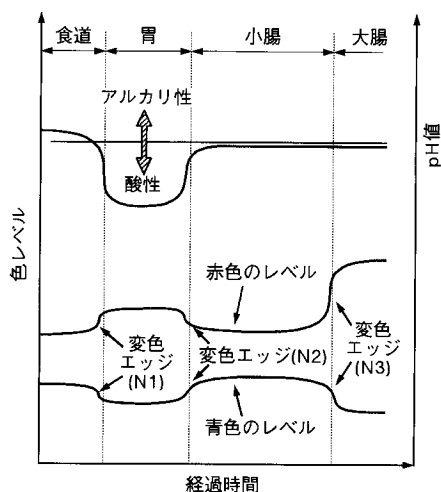 食道
胃
小腸
大腸
アルカリ性
酸性
pH値
色レベル
赤色のレベル
変色
エッジ
(N1)
変色エッジ(N2)
変色
エッジ
(N3)
青色のレベル
経過時間